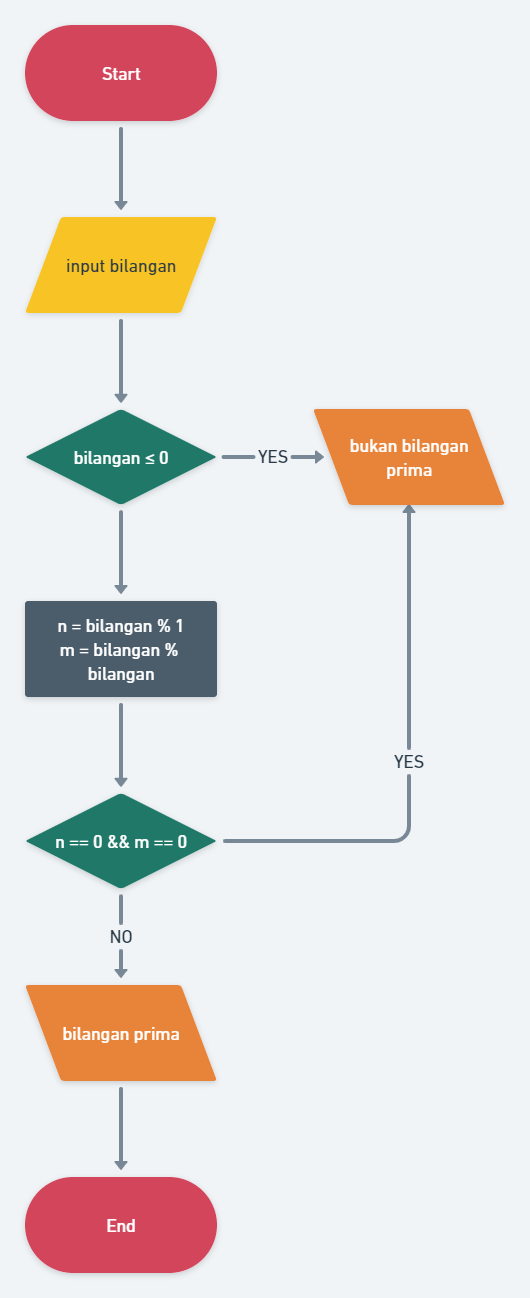 Start
input bilangan
bilangan ≤ 0
YES
bukan bilangan
prima
n = bilangan % 1
m = bilangan %
bilangan
YES
n == 0 && m == 0
NO
bilangan prima
End